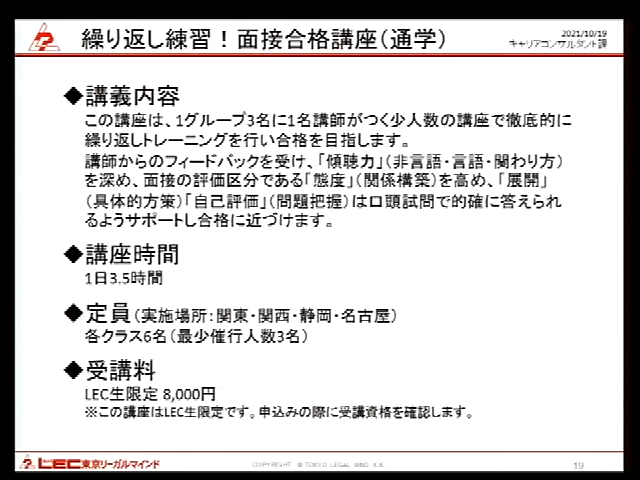 繰り返し練習！面接合格講座（通学）
2021/10/19
キャリアコンサルタント課
◆講義内容
この講座は、1グループ3名に1名講師がつく少人数の講座で徹底的に
繰り返しトレーニングを行い合格を目指します。
講師からのフィードバックを受け、「傾聴力」（非言語・言語・関わり方）
を深め、面接の評価区分である「態度」（関係構築）を高め、「展開」
（具体的方策）「自己評価」（問題把握）は口頭試問で的確に答えられ
るようサポートし合格に近づけます。
◆講座時間
1日3.5時間
◆定員（実施場所：関東・関西・静岡・名古屋）
各クラス6名（最少催行人数3名）
◆受講料
LEC生限定 8,000円
※この講座はLEC生限定です。申込みの際に受講資格を確認します。
LEC東京リーガルマインド
COPYRIGHT © TOKYO LEGAL MIND K.K.
19